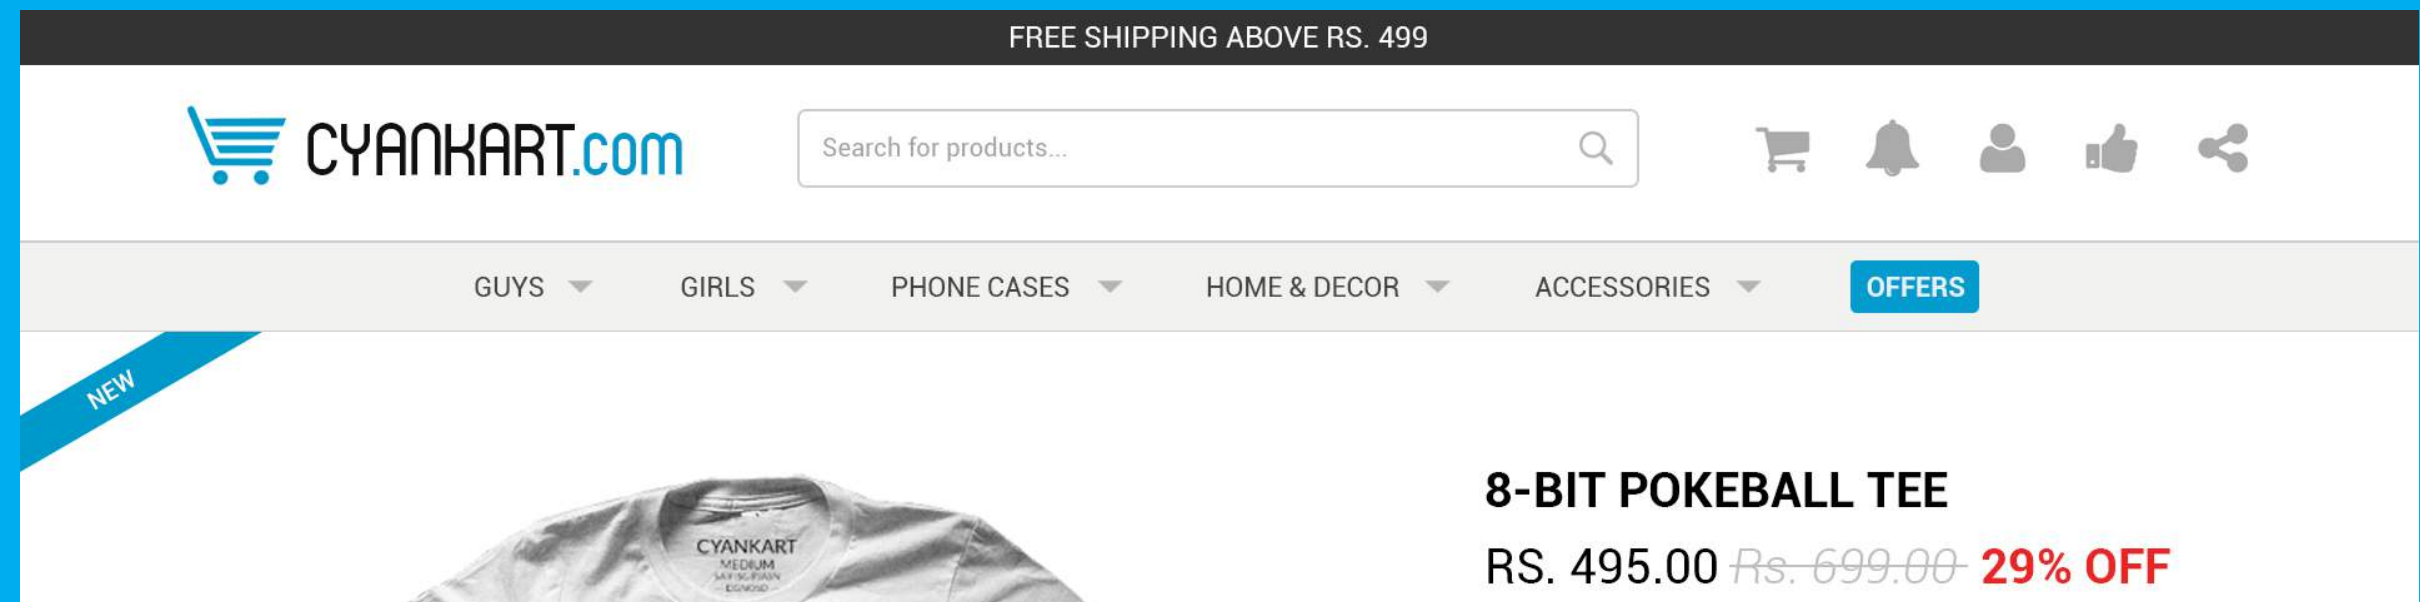 FREE SHIPPING ABOVE RS. 499
CYANKART.com
Search for products...
GUYS GIRLS PHONE CASES HOME & DECOR ACCESSORIES OFFERS
NEW
8-BIT POKEBALL TEE
CYANKART
MEDIUM
RS. 495.00 Rs. 699.00 29% OFF